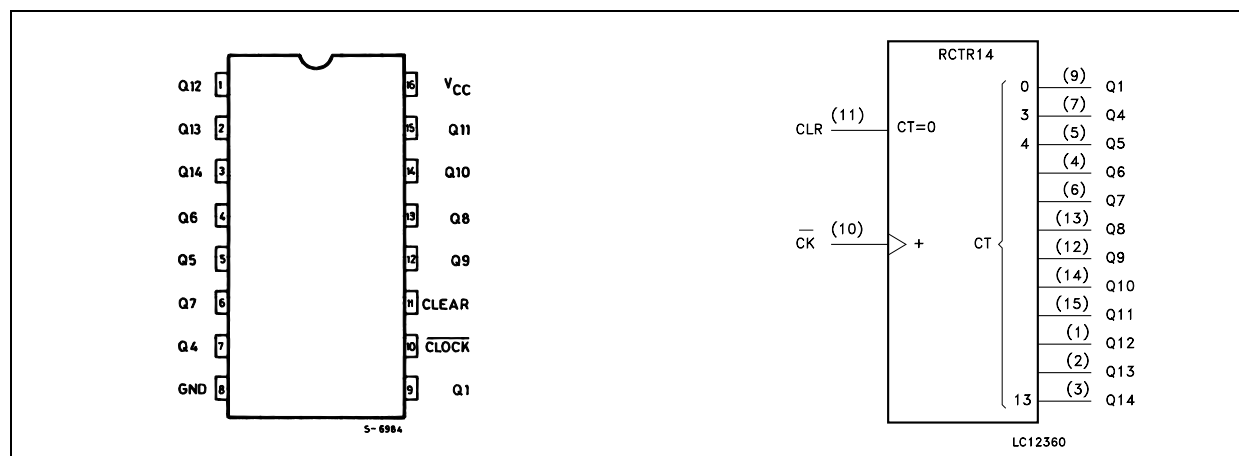 Q12 1 16 VCC
Q13 2 15 Q11
Q14 3 14 Q10
Q6 4 13 Q8
Q5 5 12 Q9
Q7 6 11 CLEAR
Q4 7 10 CLOCK
GND 8 9 Q1
S-6984
RCTR14
0 (9) Q1
3 (7) Q4
CLR (11) CT=0
4 (5) Q5
(4) Q6
(6) Q7
(13) Q8
CK (10) + CT
(12) Q9
(14) Q10
(15) Q11
(1) Q12
(2) Q13
13 (3) Q14
LC12360